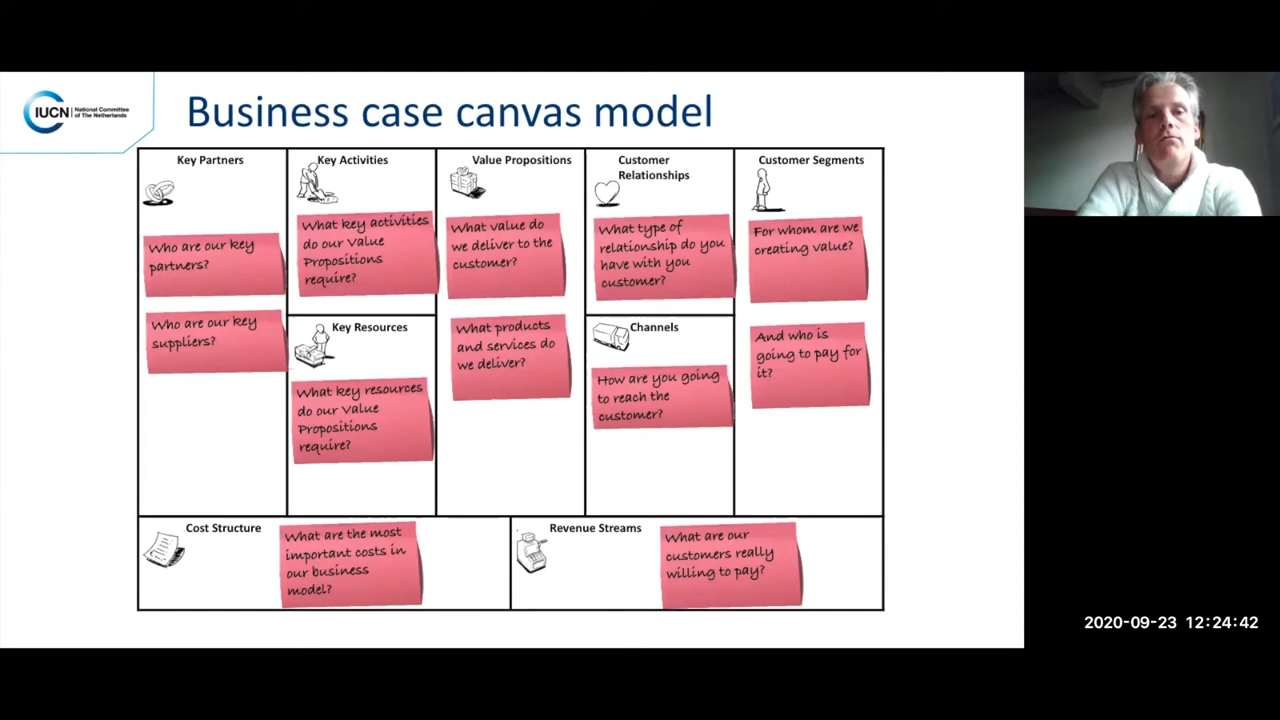 IUCN
National Committee
of The Netherlands
Business case canvas model
Key Partners
Who are our key
partners?
Who are our key
suppliers?
Key Activities
What key activities
do our Value
Propositions
require?
Key Resources
What key resources
do our Value
Propositions
require?
Value Propositions
What value do
we deliver to the
customer?
What products
and services do
we deliver?
Customer
Relationships
What type of
relationship do you
have with you
customer?
Channels
How are you going
to reach the
customer?
Customer Segments
For whom are we
creating value?
And who is
going to pay for
it?
Cost Structure
What are the most
important costs in
our business
model?
Revenue Streams
What are our
customers really
willing to pay?
2020-09-23 12:24:42